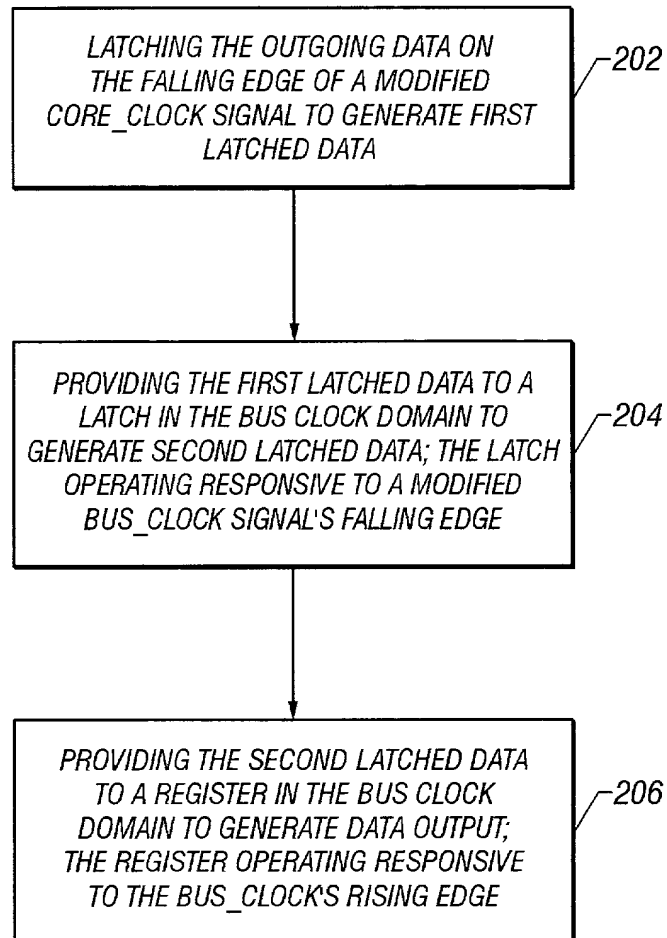 LATCHING THE OUTGOING DATA ON
THE FALLING EDGE OF A MODIFIED
CORE_CLOCK SIGNAL TO GENERATE FIRST
LATCHED DATA
202
PROVIDING THE FIRST LATCHED DATA TO A
LATCH IN THE BUS CLOCK DOMAIN TO
GENERATE SECOND LATCHED DATA; THE LATCH
OPERATING RESPONSIVE TO A MODIFIED
BUS_CLOCK SIGNAL'S FALLING EDGE
204
PROVIDING THE SECOND LATCHED DATA
TO A REGISTER IN THE BUS CLOCK
DOMAIN TO GENERATE DATA OUTPUT;
THE REGISTER OPERATING RESPONSIVE
TO THE BUS_CLOCK'S RISING EDGE
206